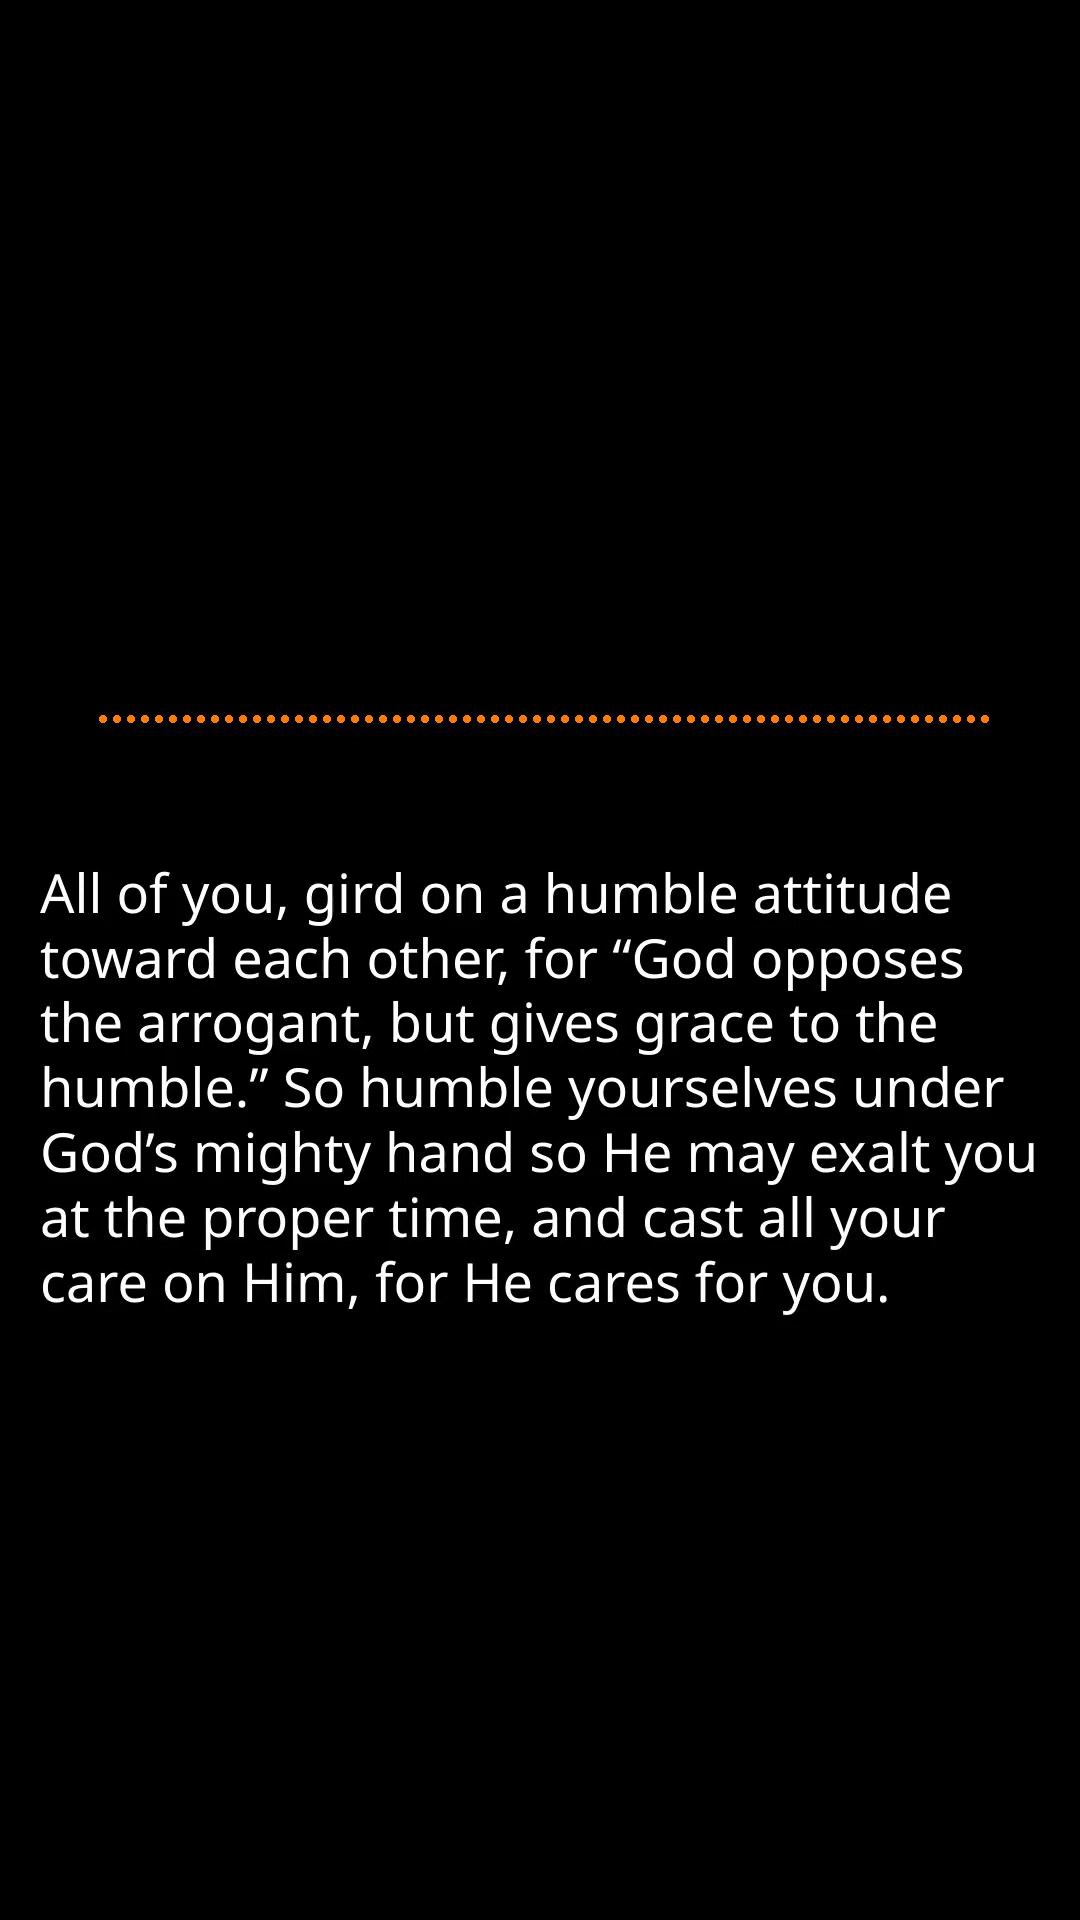 All of you, gird on a humble attitude
toward each other, for “God opposes
the arrogant, but gives grace to the
humble.” So humble yourselves under
God’s mighty hand so He may exalt you
at the proper time, and cast all your
care on Him, for He cares for you.